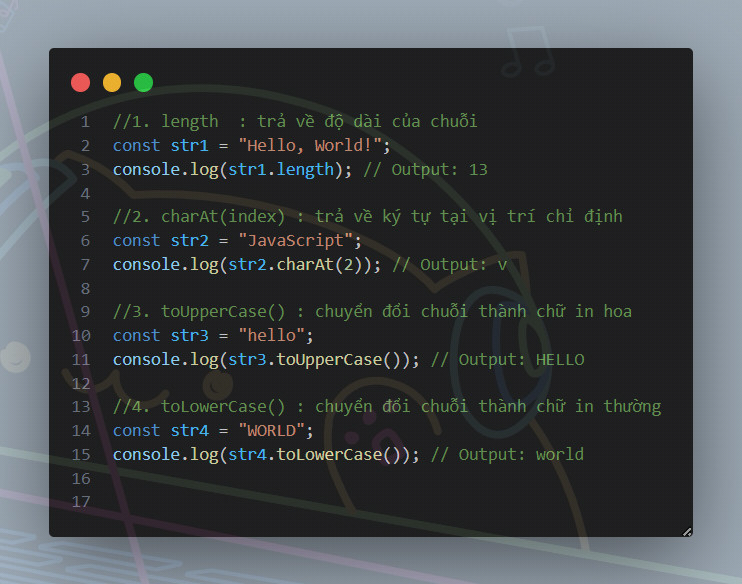 1 //1. length  : trả về độ dài của chuỗi
2 const str1 = "Hello, World!";
3 console.log(str1.length); // Output: 13
4
5 //2. charAt(index) : trả về ký tự tại vị trí chỉ định
6 const str2 = "JavaScript";
7 console.log(str2.charAt(2)); // Output: v
8
9 //3. toUpperCase() : chuyển đổi chuỗi thành chữ in hoa
10 const str3 = "hello";
11 console.log(str3.toUpperCase()); // Output: HELLO
12
13 //4. toLowerCase() : chuyển đổi chuỗi thành chữ in thường
14 const str4 = "WORLD";
15 console.log(str4.toLowerCase()); // Output: world
16
17